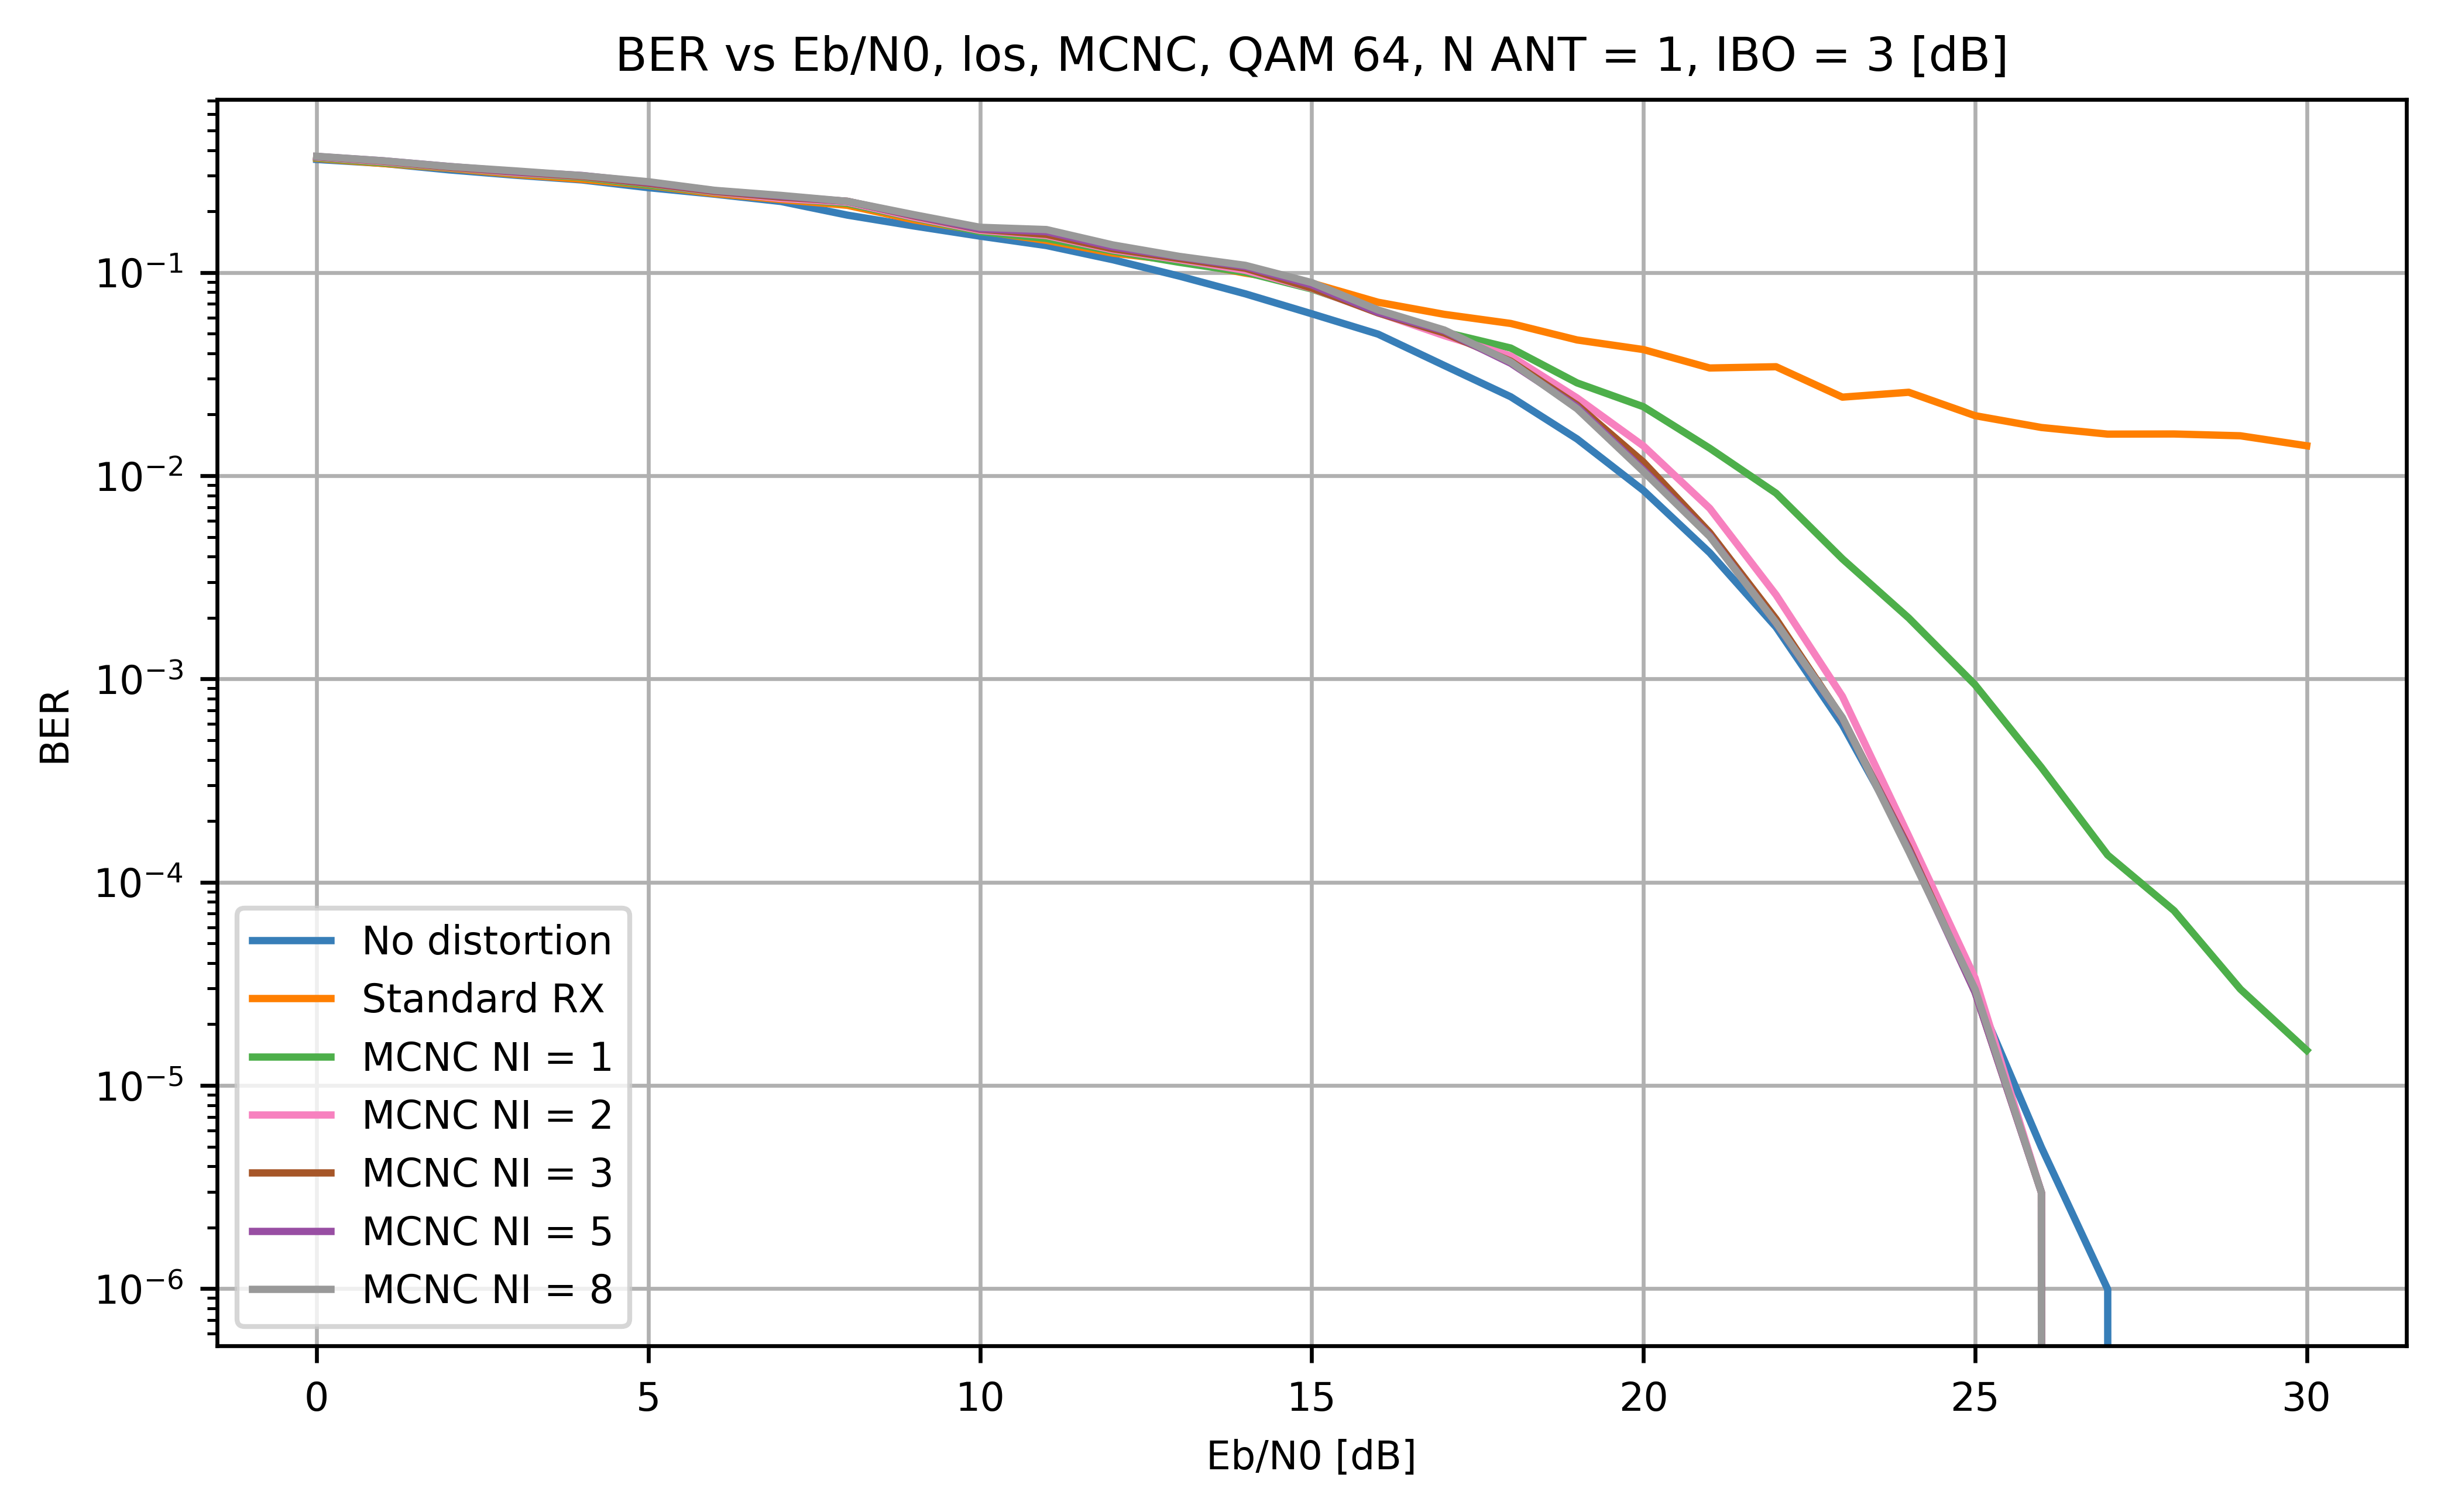 BER vs Eb/N0, los, MCNC, QAM 64, N ANT = 1, IBO = 3 [dB]
BER
10⁻¹
10⁻²
10⁻³
10⁻⁴
10⁻⁵
10⁻⁶
No distortion
Standard RX
MCNC NI = 1
MCNC NI = 2
MCNC NI = 3
MCNC NI = 5
MCNC NI = 8
0 5 10 15 20 25 30
Eb/N0 [dB]